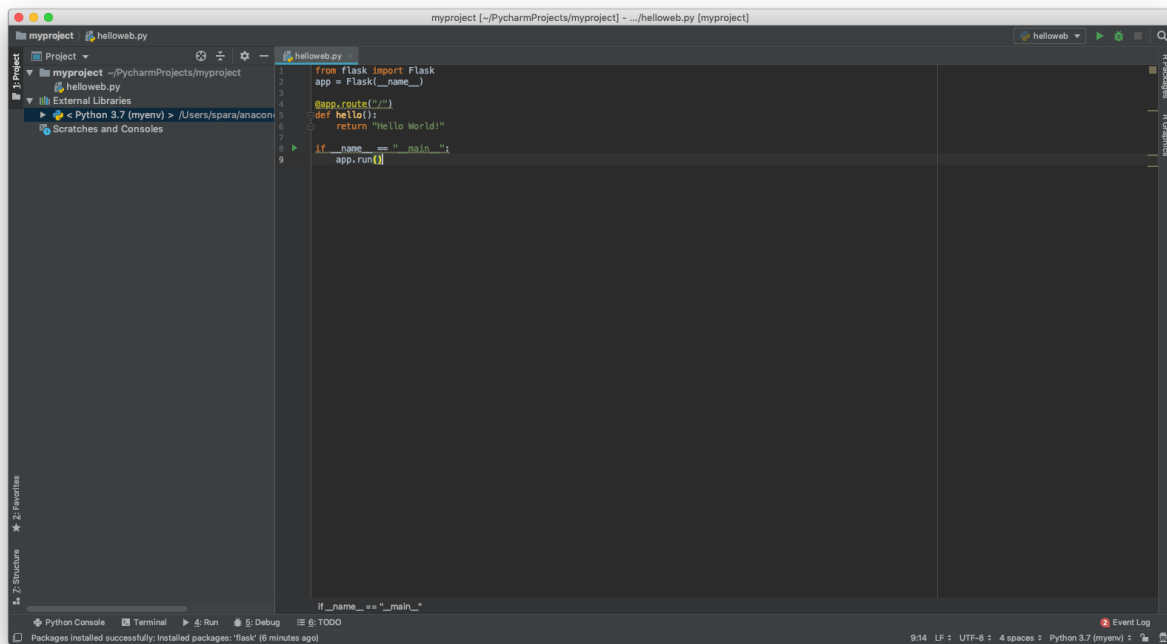 myproject [~/PycharmProjects/myproject] - .../helloweb.py [myproject]
myproject helloweb.py
helloweb
1: Project
Project
helloweb.py
myproject ~/PycharmProjects/myproject
helloweb.py
External Libraries
< Python 3.7 (myenv) > /Users/spara/anacon
Scratches and Consoles
1 from flask import Flask
2 app = Flask(__name__)
3
4 @app.route("/")
5 def hello():
6 return "Hello World!"
7
8 if __name__ == "__main__":
9 app.run()
R Packages
R Graphics
2: Favorites
7: Structure
if __name__ == "__main__"
Python Console Terminal 4: Run 5: Debug 6: TODO
2 Event Log
Packages installed successfully: Installed packages: 'flask' (6 minutes ago)
9:14 LF UTF-8 4 spaces Python 3.7 (myenv)